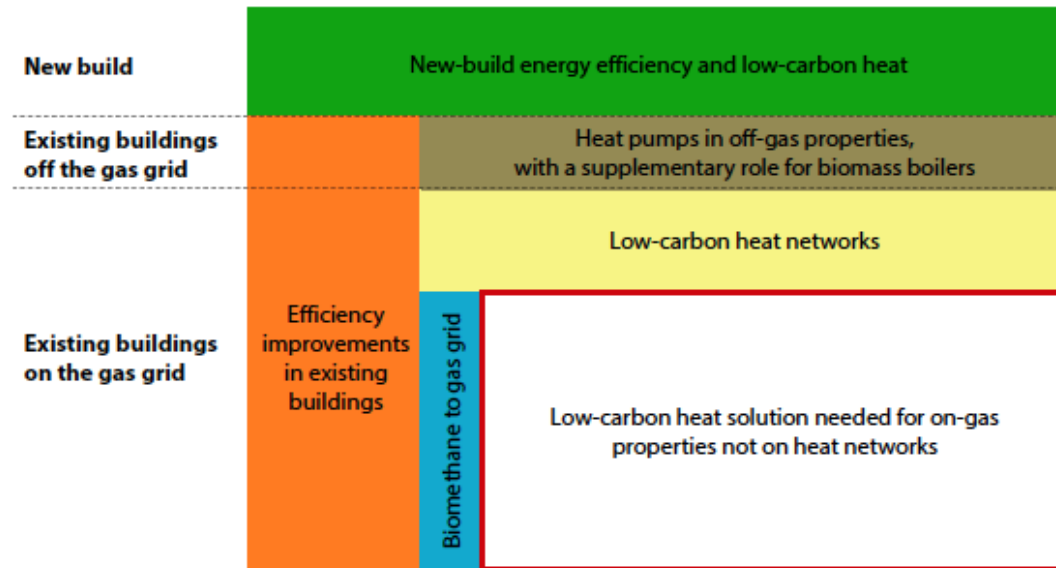 New build
New-build energy efficiency and low-carbon heat
Existing buildings
off the gas grid
Heat pumps in off-gas properties,
with a supplementary role for biomass boilers
Low-carbon heat networks
Existing buildings
on the gas grid
Efficiency
improvements
in existing
buildings
Biomethane to gas grid
Low-carbon heat solution needed for on-gas
properties not on heat networks